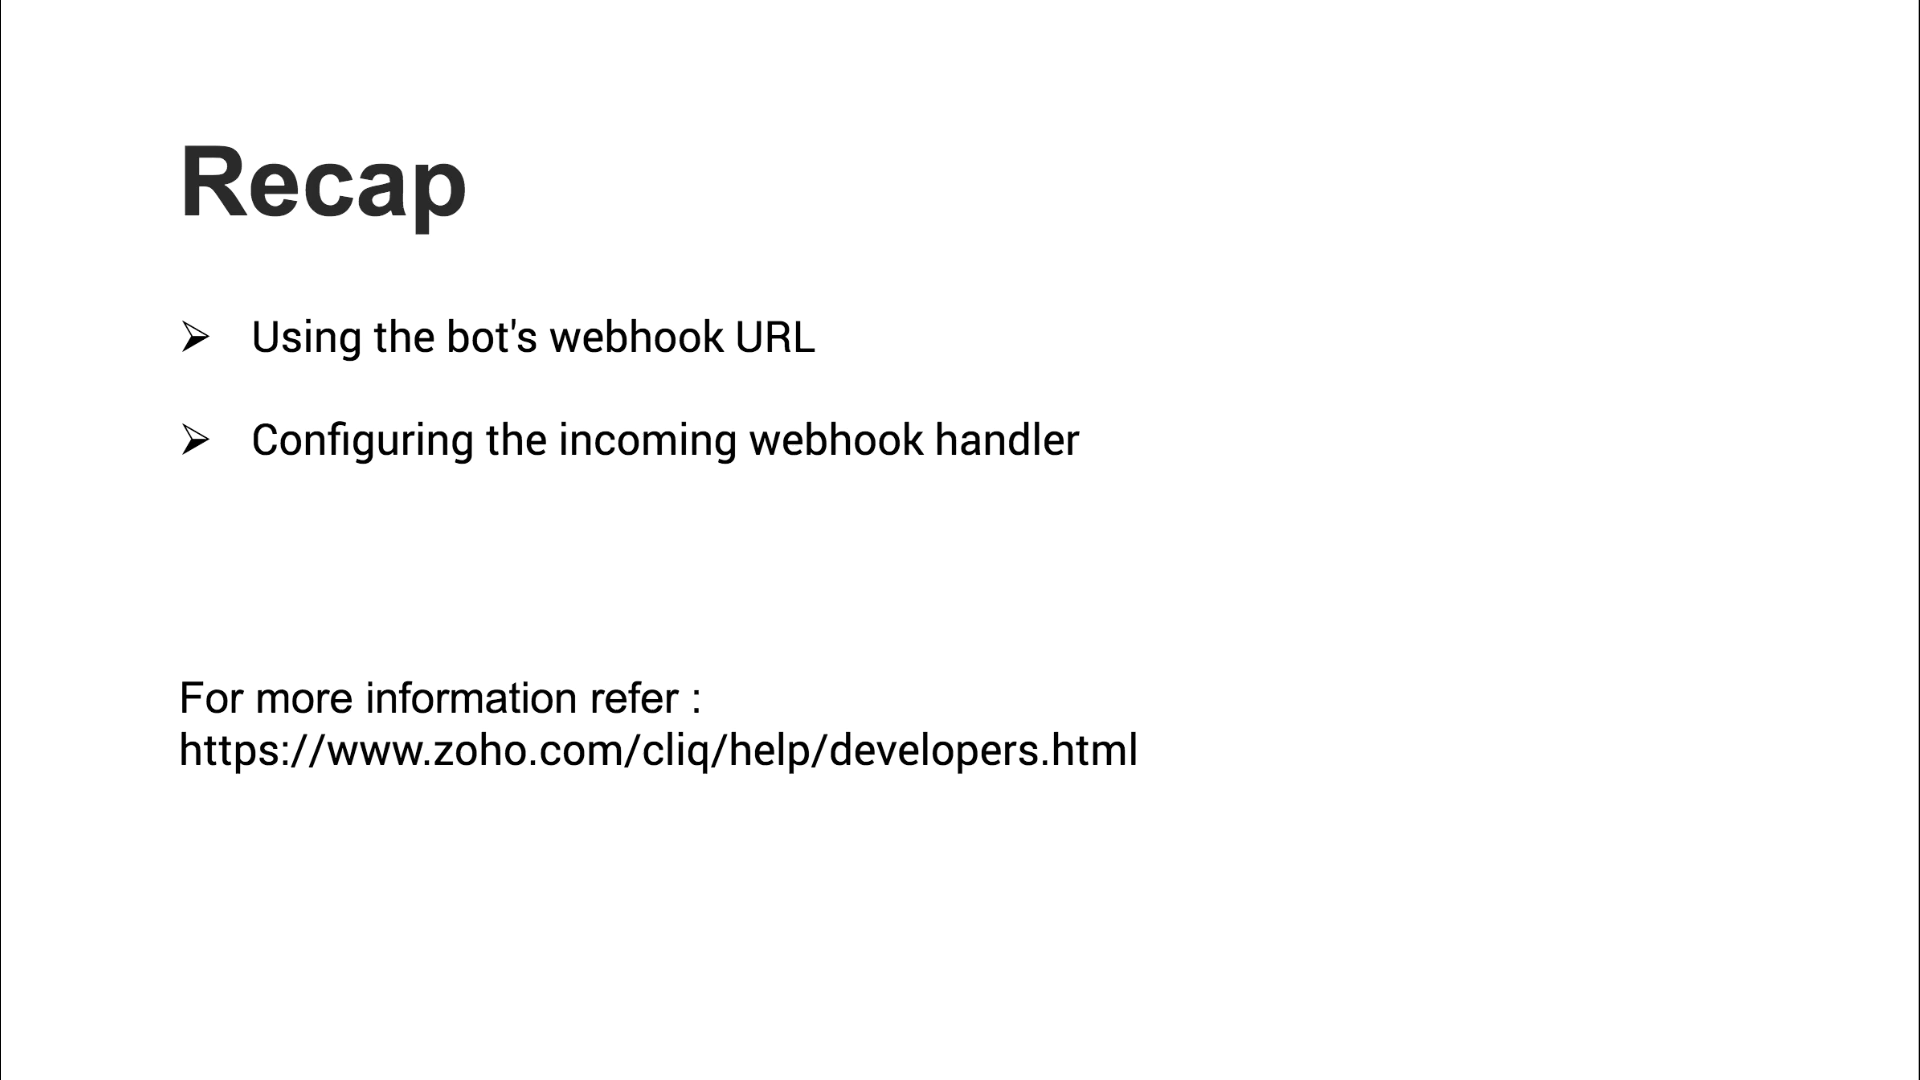 Recap
➢ Using the bot's webhook URL
➢ Configuring the incoming webhook handler
For more information refer :
https://www.zoho.com/cliq/help/developers.html